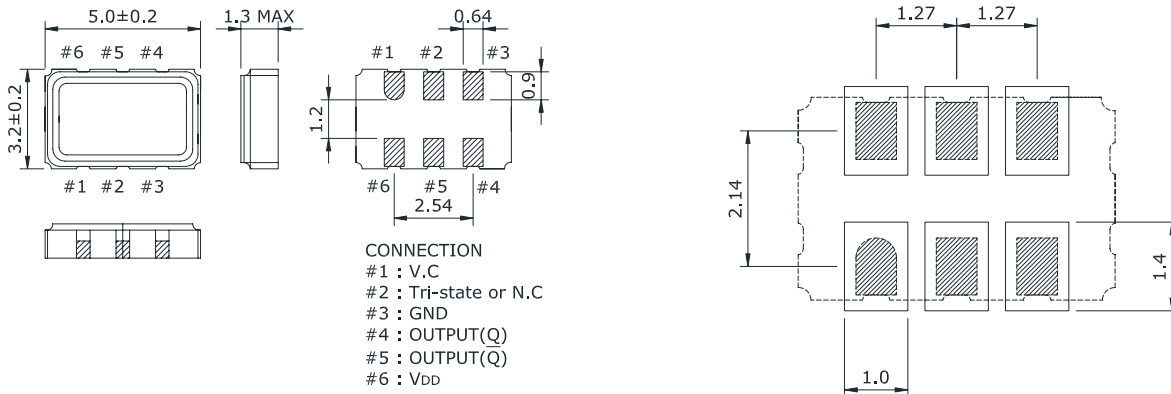 5.0±0.2
1.3 MAX
0.64
1.27
1.27
#6 #5 #4
#1 #2 #3
3.2±0.2
1.2
0.9
#1 #2 #3
#6 #5 #4
2.54
2.14
1.4
1.0
CONNECTION
#1 : V.C
#2 : Tri-state or N.C
#3 : GND
#4 : OUTPUT(Q)
#5 : OUTPUT(Q̅)
#6 : VDD